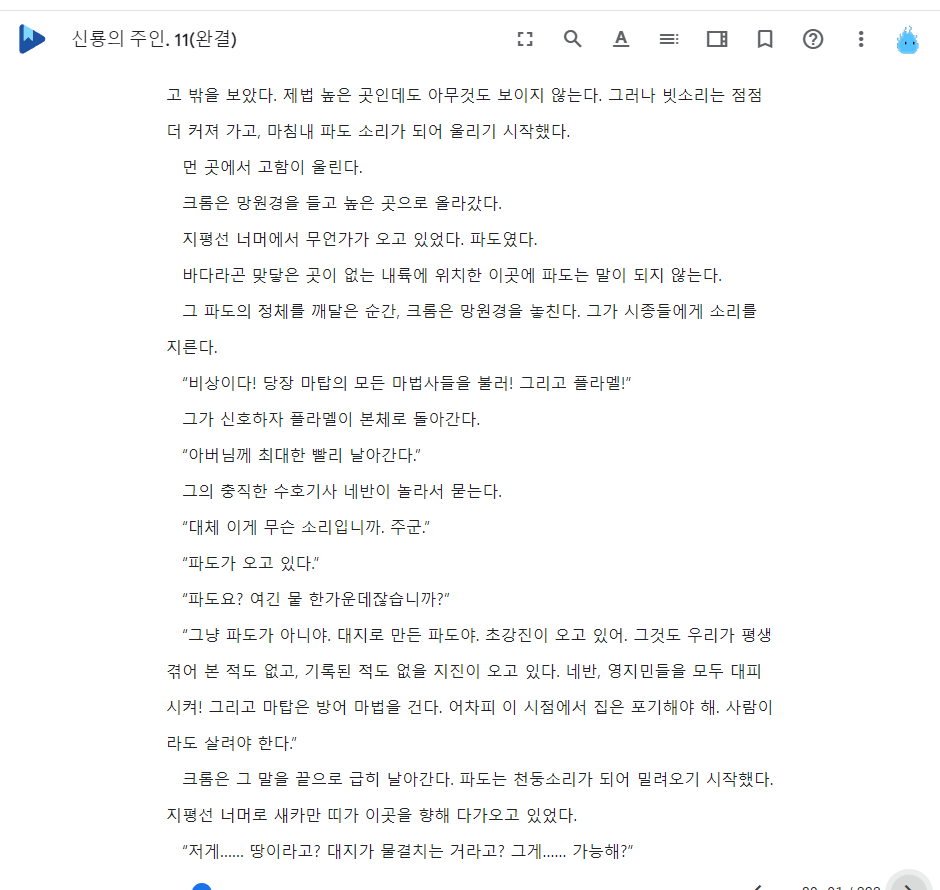 신룡의 주인. 11(완결)
고 밖을 보았다. 제법 높은 곳인데도 아무것도 보이지 않는다. 그러나 빗소리는 점점
더 커져 가고, 마침내 파도 소리가 되어 울리기 시작했다.
먼 곳에서 고함이 울린다.
크롬은 망원경을 들고 높은 곳으로 올라갔다.
지평선 너머에서 무언가가 오고 있었다. 파도였다.
바다라곤 맞닿은 곳이 없는 내륙에 위치한 이곳에 파도는 말이 되지 않는다.
그 파도의 정체를 깨달은 순간, 크롬은 망원경을 놓친다. 그가 시종들에게 소리를
지른다.
“비상이다! 당장 마탑의 모든 마법사들을 불러! 그리고 플라멜!”
그가 신호하자 플라멜이 본체로 돌아간다.
“아버님께 최대한 빨리 날아간다.”
그의 충직한 수호기사 네반이 놀라서 묻는다.
“대체 이게 무슨 소리입니까. 주군.”
“파도가 오고 있다.”
“파도요? 여긴 뭍 한가운데잖습니까?”
“그냥 파도가 아니야. 대지로 만든 파도야. 초강진이 오고 있어. 그것도 우리가 평생
겪어 본 적도 없고, 기록된 적도 없을 지진이 오고 있다. 네반, 영지민들을 모두 대피
시켜! 그리고 마탑은 방어 마법을 건다. 어차피 이 시점에서 집은 포기해야 해. 사람이
라도 살려야 한다.”
크롬은 그 말을 끝으로 급히 날아간다. 파도는 천둥소리가 되어 밀려오기 시작했다.
지평선 너머로 새카만 띠가 이곳을 향해 다가오고 있었다.
“저게…… 땅이라고? 대지가 물결치는 거라고? 그게…… 가능해?”